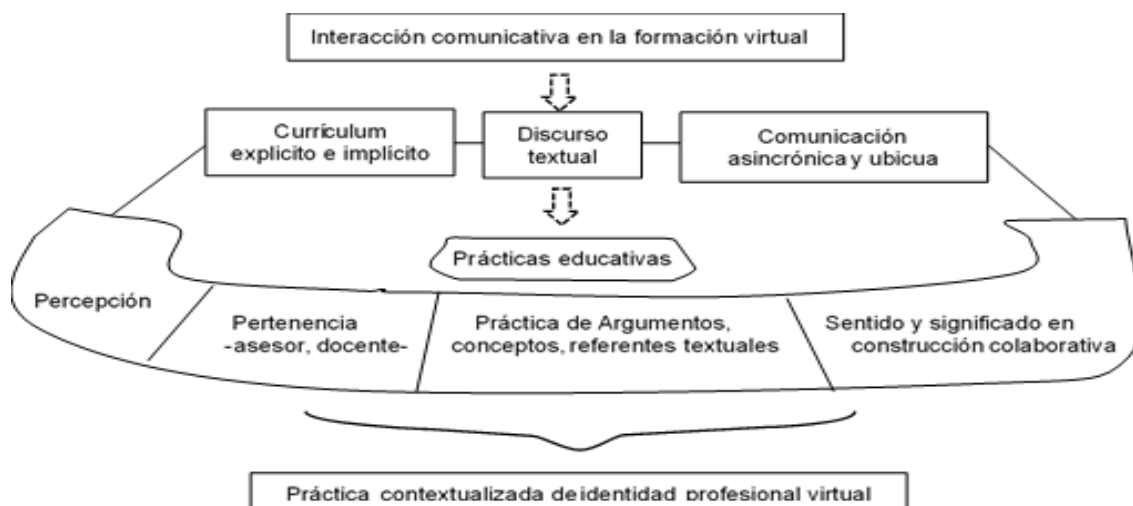 Interacción comunicativa en la formación virtual
Currículum
explicito e implícito
Discurso
textual
Comunicación
asincrónica y ubicua
Prácticas educativas
Percepción
Pertenencia
-asesor, docente-
Práctica de Argumentos,
conceptos, referentes textuales
Sentido y significado en
construcción colaborativa
Práctica contextualizada de identidad profesional virtual